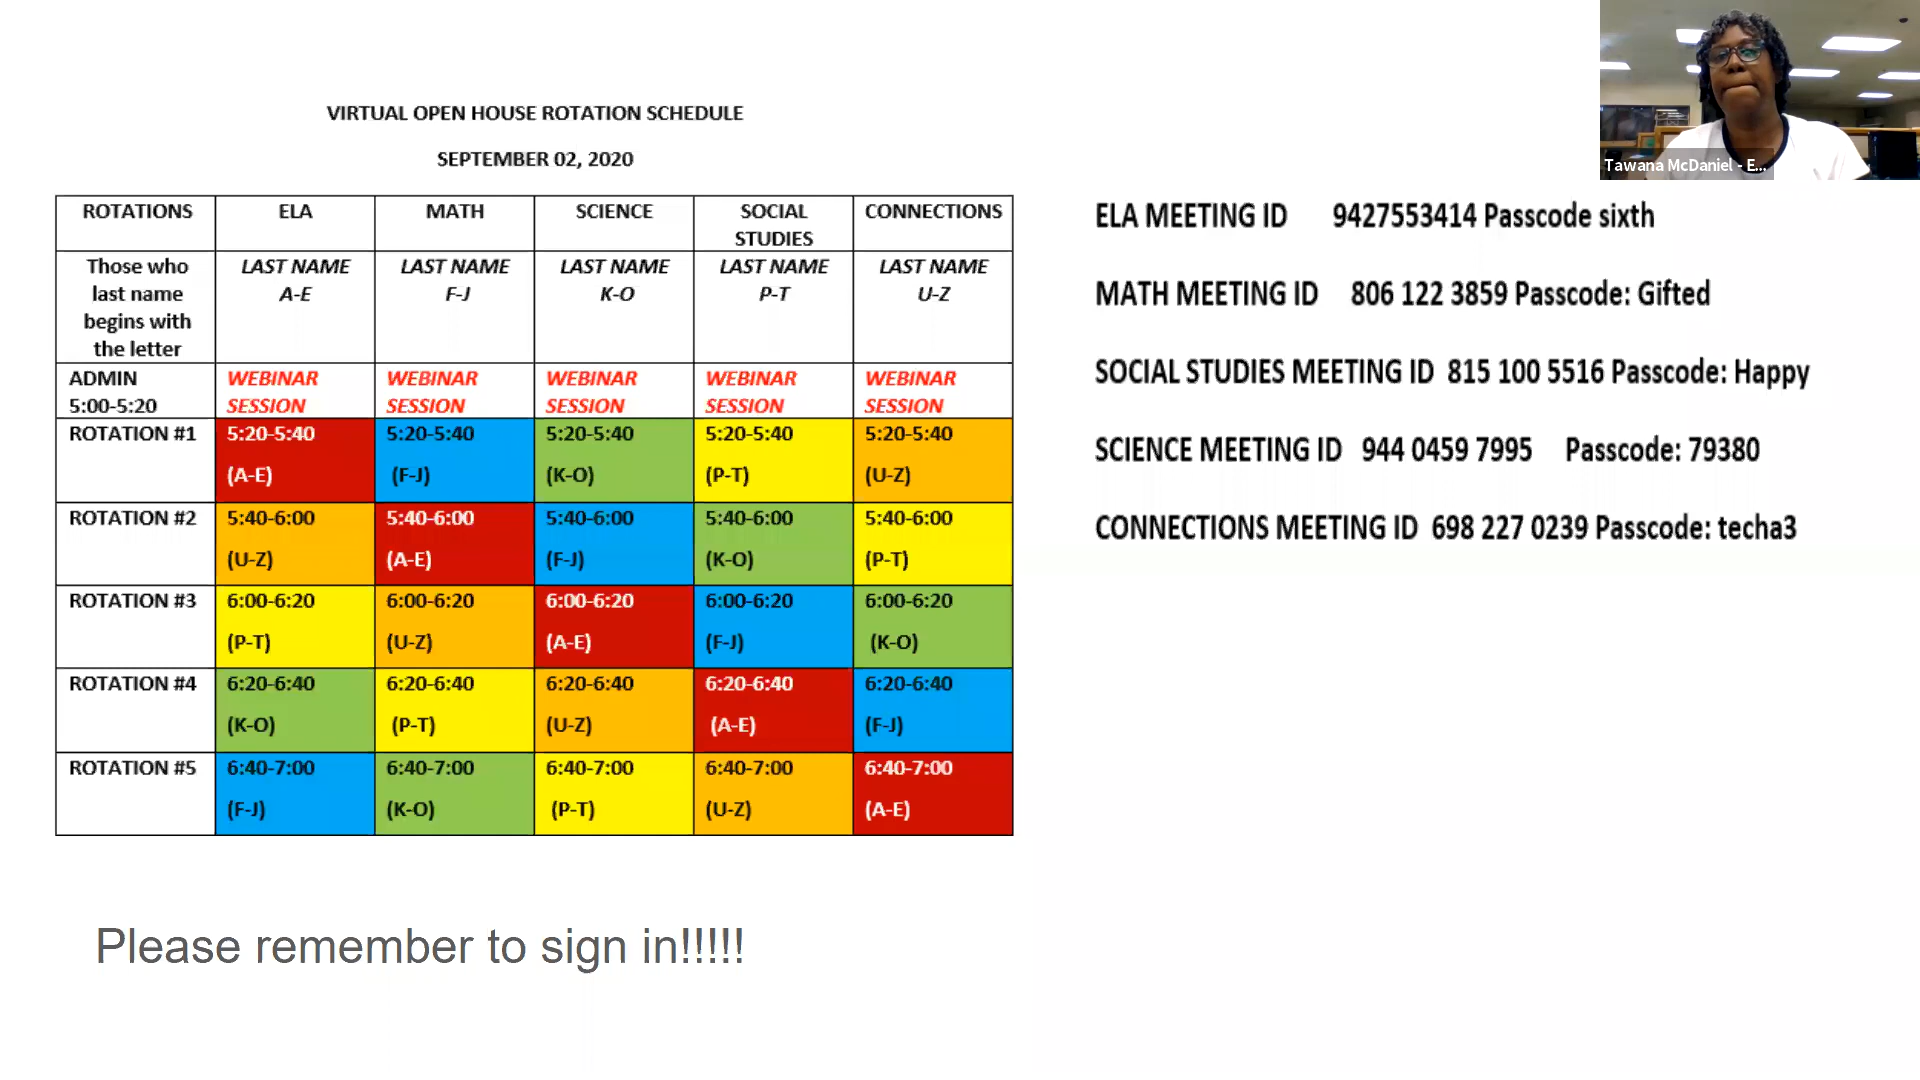 VIRTUAL OPEN HOUSE ROTATION SCHEDULE
SEPTEMBER 02, 2020
ROTATIONS ELA MATH SCIENCE SOCIAL STUDIES CONNECTIONS
Those who last name begins with the letter LAST NAME A-E LAST NAME F-J LAST NAME K-O LAST NAME P-T LAST NAME U-Z
ADMIN 5:00-5:20 WEBINAR SESSION WEBINAR SESSION WEBINAR SESSION WEBINAR SESSION WEBINAR SESSION
ROTATION #1 5:20-5:40 5:20-5:40 5:20-5:40 5:20-5:40 5:20-5:40
(A-E) (F-J) (K-O) (P-T) (U-Z)
ROTATION #2 5:40-6:00 5:40-6:00 5:40-6:00 5:40-6:00 5:40-6:00
(U-Z) (A-E) (F-J) (K-O) (P-T)
ROTATION #3 6:00-6:20 6:00-6:20 6:00-6:20 6:00-6:20 6:00-6:20
(P-T) (U-Z) (A-E) (F-J) (K-O)
ROTATION #4 6:20-6:40 6:20-6:40 6:20-6:40 6:20-6:40 6:20-6:40
(K-O) (P-T) (U-Z) (A-E) (F-J)
ROTATION #5 6:40-7:00 6:40-7:00 6:40-7:00 6:40-7:00 6:40-7:00
(F-J) (K-O) (P-T) (U-Z) (A-E)
Please remember to sign in!!!!!
Tawana McDaniel - E...
ELA MEETING ID 9427553414 Passcode sixth
MATH MEETING ID 806 122 3859 Passcode: Gifted
SOCIAL STUDIES MEETING ID 815 100 5516 Passcode: Happy
SCIENCE MEETING ID 944 0459 7995 Passcode: 79380
CONNECTIONS MEETING ID 698 227 0239 Passcode: techa3